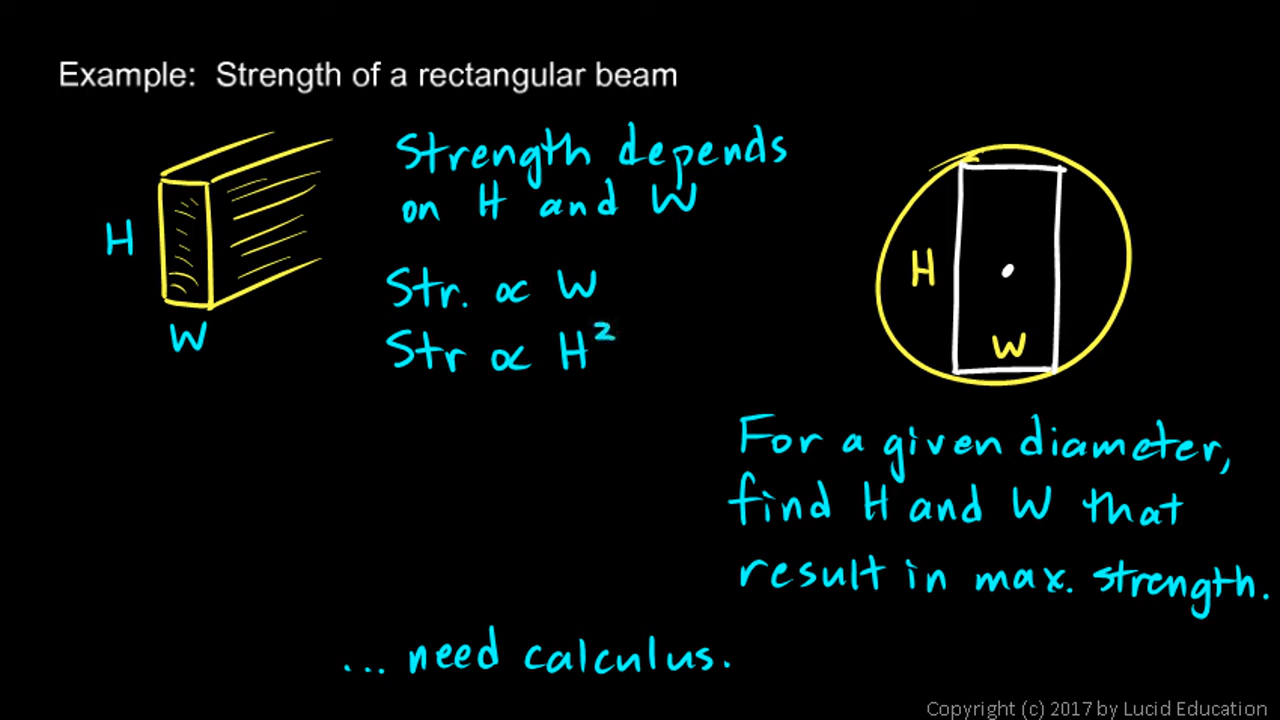 Example: Strength of a rectangular beam
H
W
Strength depends
on H and W
Str. ∝ W
Str ∝ H²
H
W
For a given diameter,
find H and W that
result in max. strength.
... need calculus.
Copyright (c) 2017 by Lucid Education